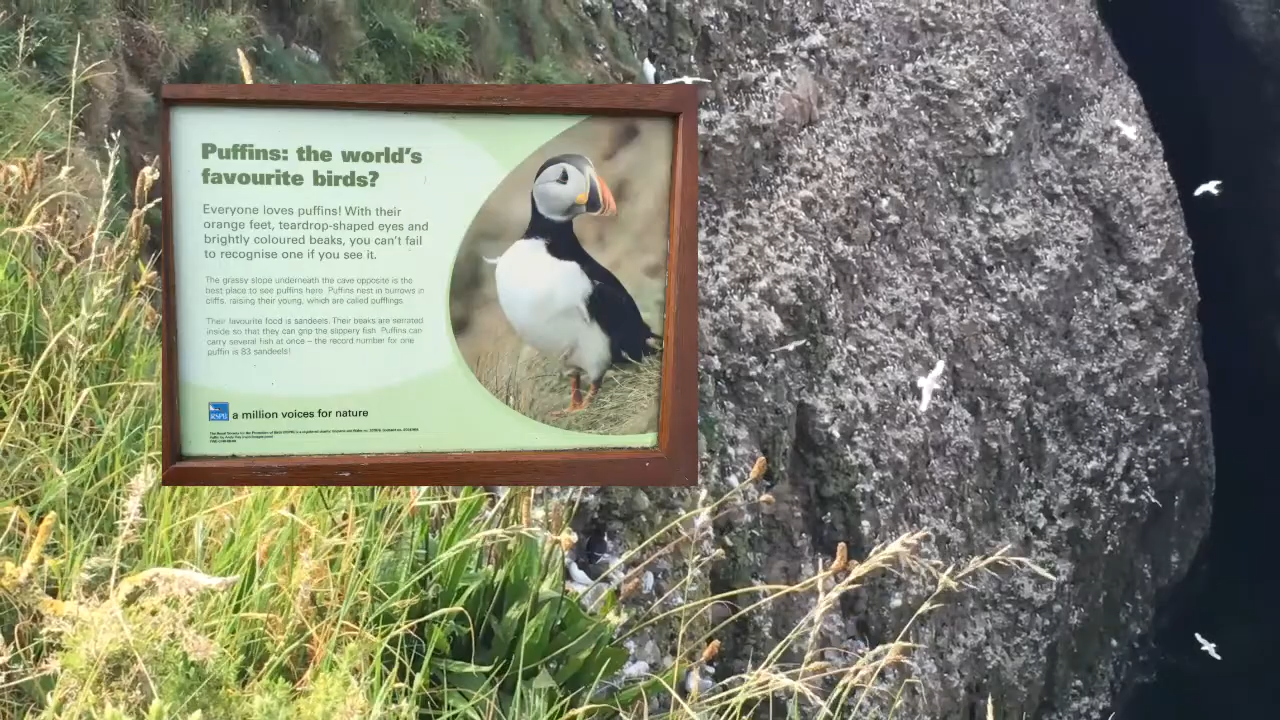 Puffins: the world's
favourite birds?
Everyone loves puffins! With their
orange feet, teardrop-shaped eyes and
brightly coloured beaks, you can't fail
to recognise one if you see it.
The grassy slope underneath the cave opposite is the
best place to see puffins here. Puffins nest in burrows in
cliffs, raising their young, which are called pufflings.
Their favourite food is sandeels. Their beaks are serrated
inside so that they can grip the slippery fish. Puffins can
carry several fish at once – the record number for one
puffin is 83 sandeels!
RSPB
a million voices for nature